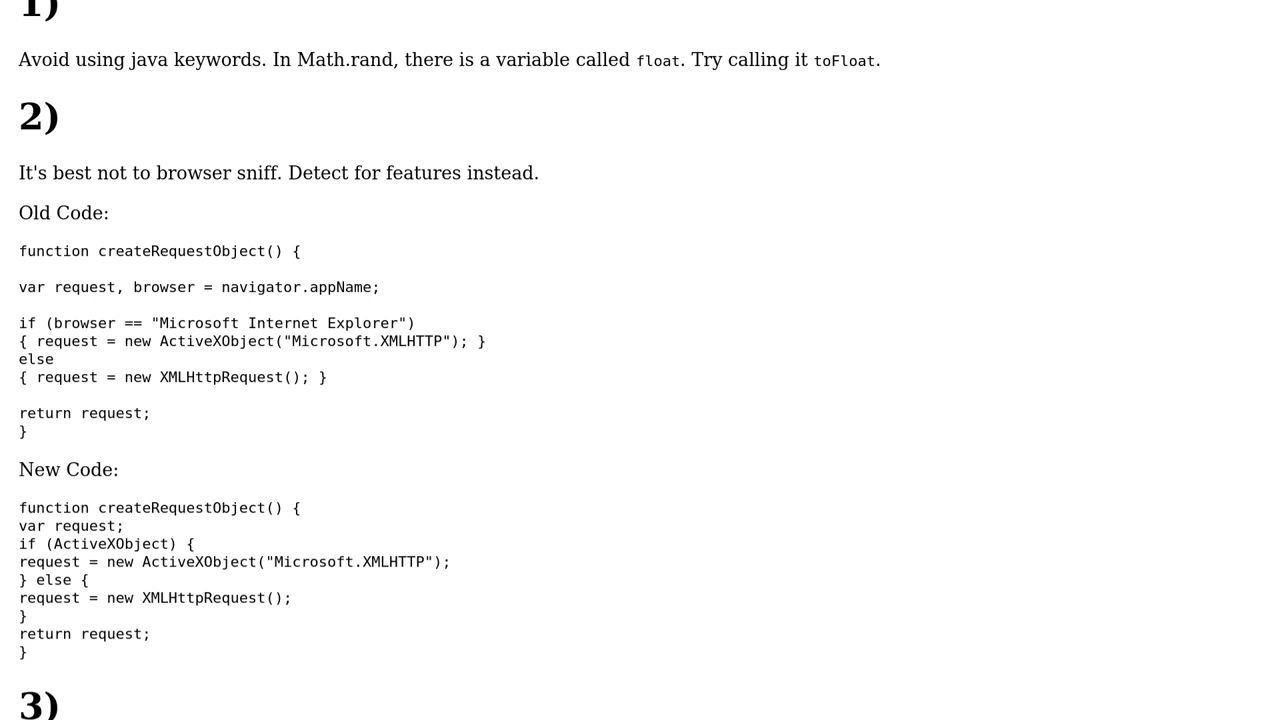 1)
Avoid using java keywords. In Math.rand, there is a variable called float. Try calling it toFloat.
2)
It's best not to browser sniff. Detect for features instead.
Old Code:
function createRequestObject() {
var request, browser = navigator.appName;
if (browser == "Microsoft Internet Explorer")
{ request = new ActiveXObject("Microsoft.XMLHTTP"); }
else
{ request = new XMLHttpRequest(); }
return request;
}
New Code:
function createRequestObject() {
var request;
if (ActiveXObject) {
request = new ActiveXObject("Microsoft.XMLHTTP");
} else {
request = new XMLHttpRequest();
}
return request;
}
3)